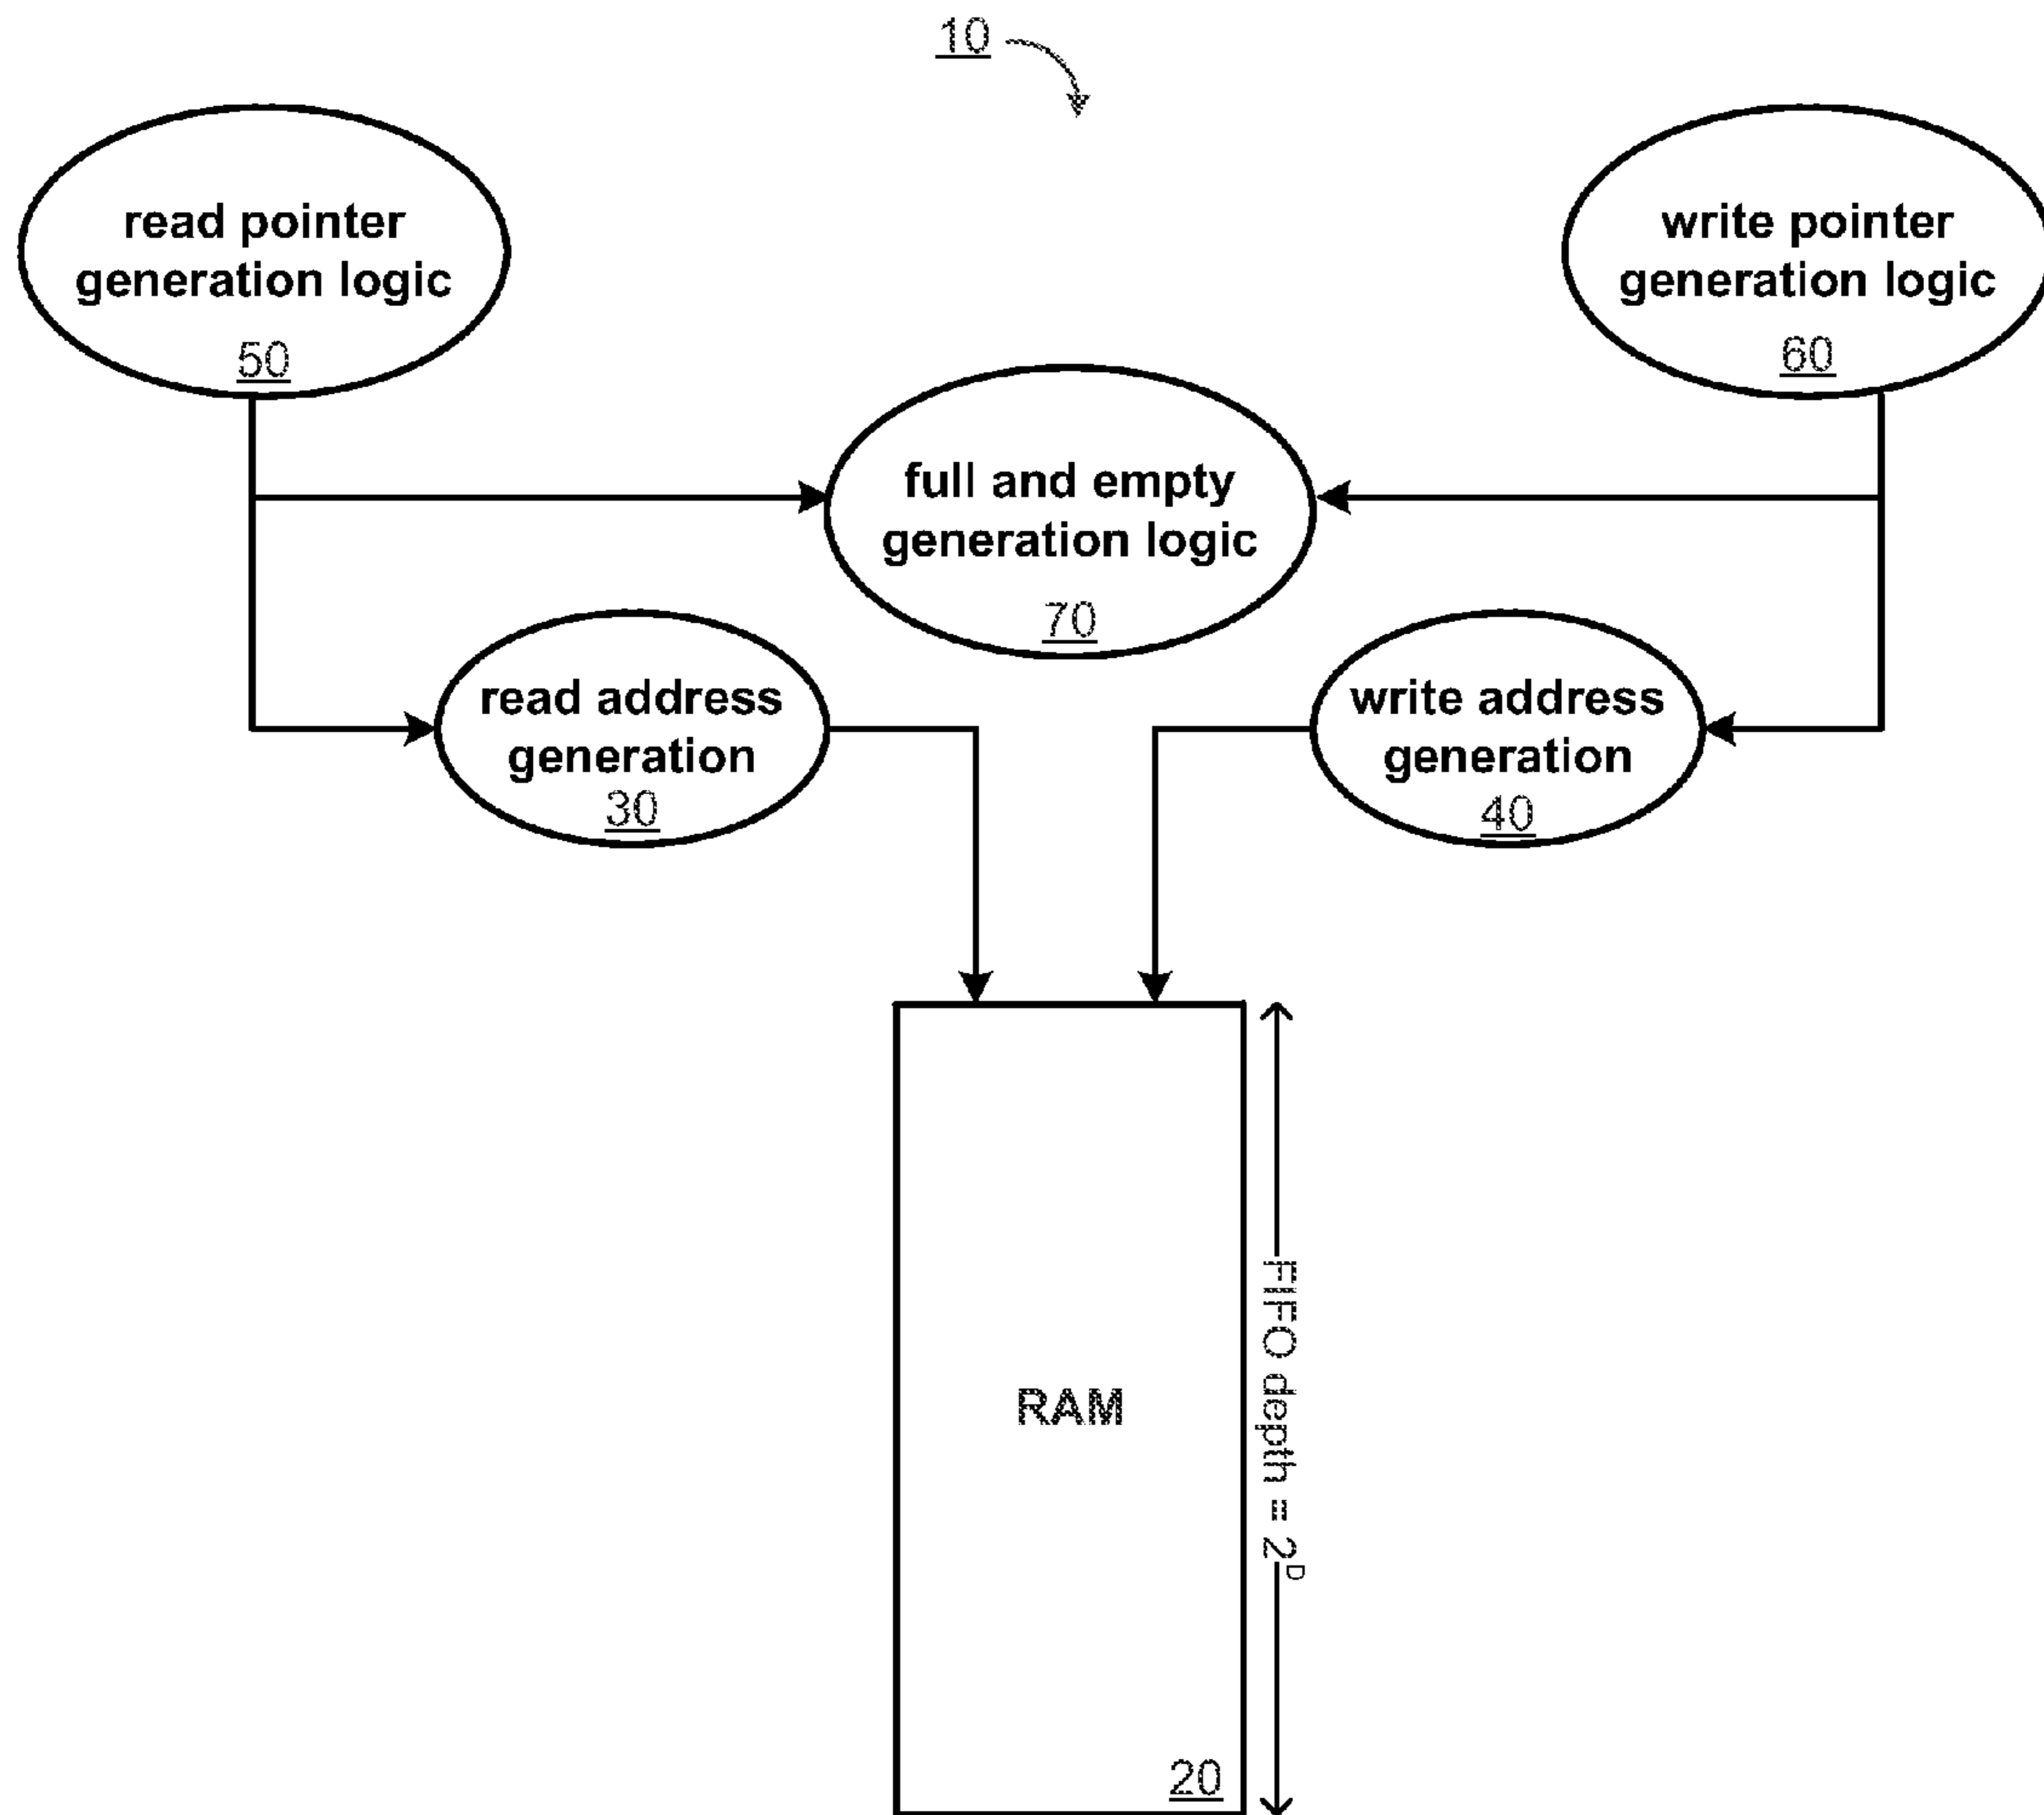 10
read pointer
generation logic
50
write pointer
generation logic
60
full and empty
generation logic
70
read address
generation
30
write address
generation
40
RAM
FIFO depth = 2ᴰ
20